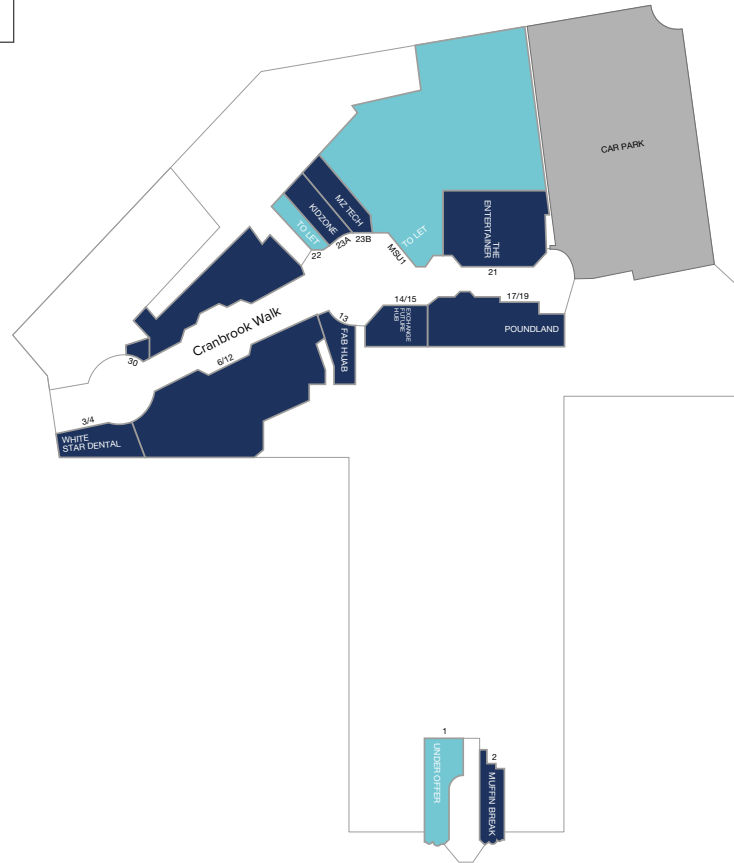 CAR PARK
MZ TECH
KIDZONE
TO LET
22
23A
23B
MSU1
TO LET
THE
ENTERTAINER
21
14/15
17/19
EXCHANGE
FUTURE
HUB
POUNDLAND
13
FAB HIJAB
Cranbrook Walk
6/12
30
3/4
WHITE
STAR DENTAL
1
UNDER OFFER
2
MUFFIN BREAK